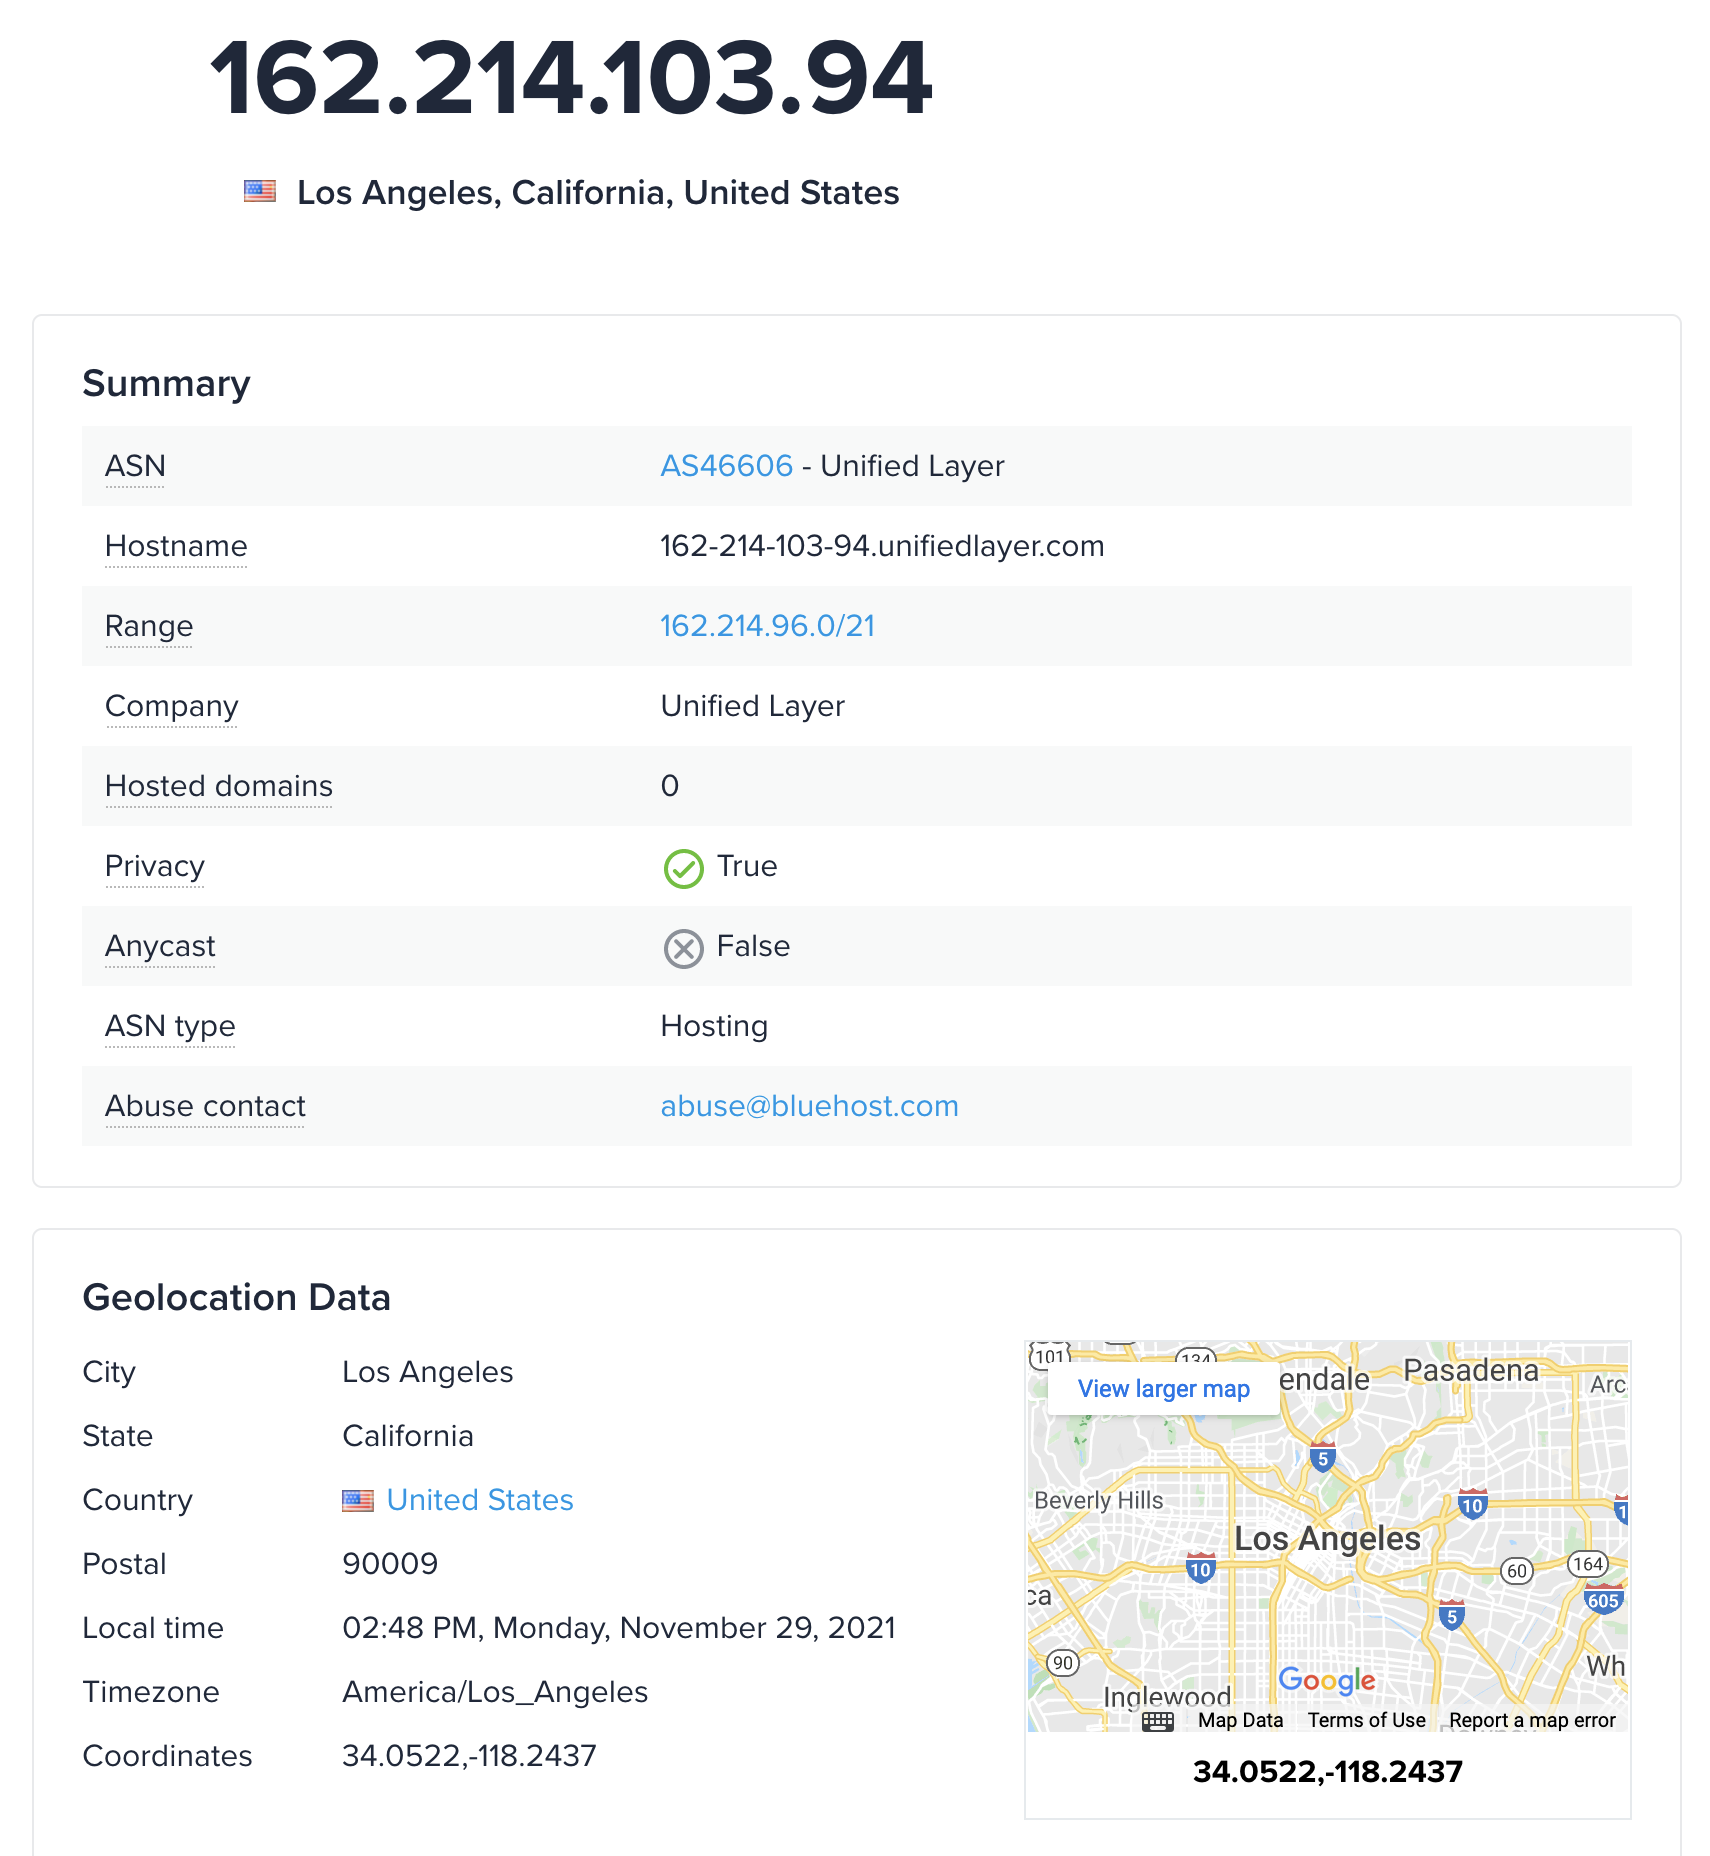 162.214.103.94
Los Angeles, California, United States
Summary
ASN AS46606 - Unified Layer
Hostname 162-214-103-94.unifiedlayer.com
Range 162.214.96.0/21
Company Unified Layer
Hosted domains 0
Privacy True
Anycast False
ASN type Hosting
Abuse contact abuse@bluehost.com
Geolocation Data
City Los Angeles
State California
Country United States
Postal 90009
Local time 02:48 PM, Monday, November 29, 2021
Timezone America/Los_Angeles
Coordinates 34.0522,-118.2437
101
134
View larger map
endale
Pasadena
Arc
5
Beverly Hills
10
1
Los Angeles
10
60
164
ca
605
5
90
Wh
Inglewood
Google
Map Data Terms of Use Report a map error
34.0522,-118.2437